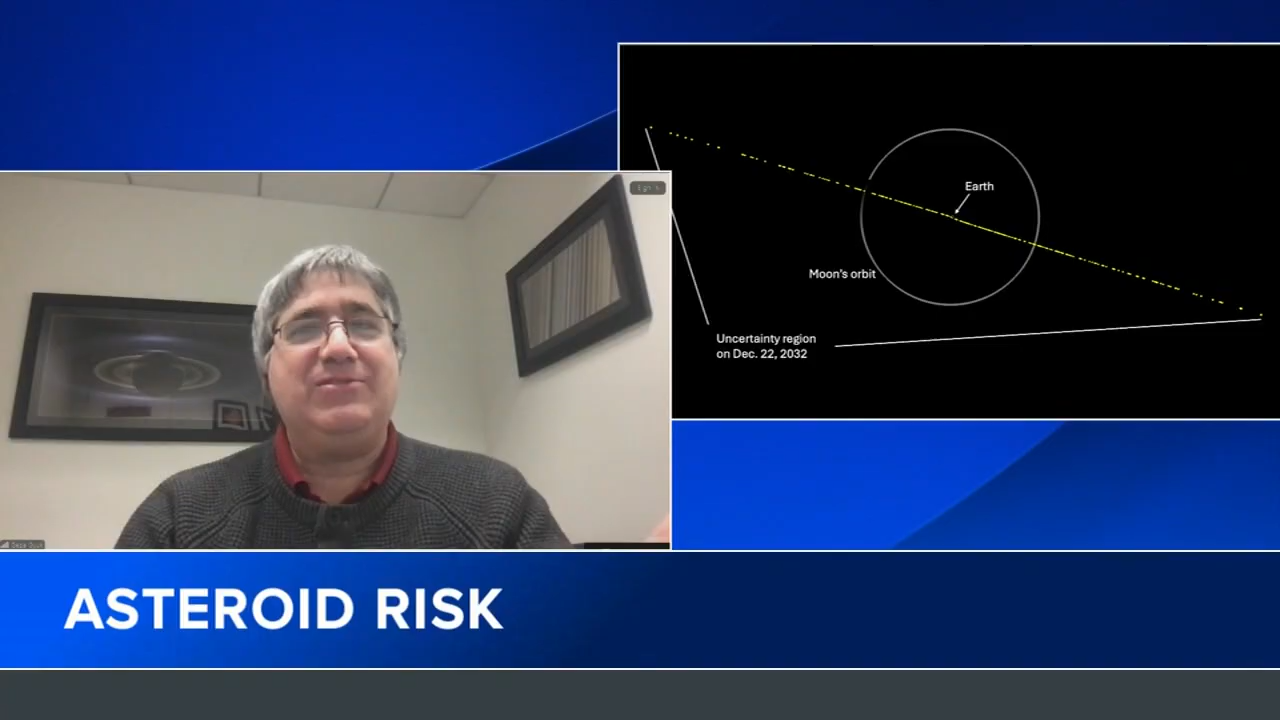 Earth
Moon's orbit
Uncertainty region
on Dec. 22, 2032
ASTEROID RISK